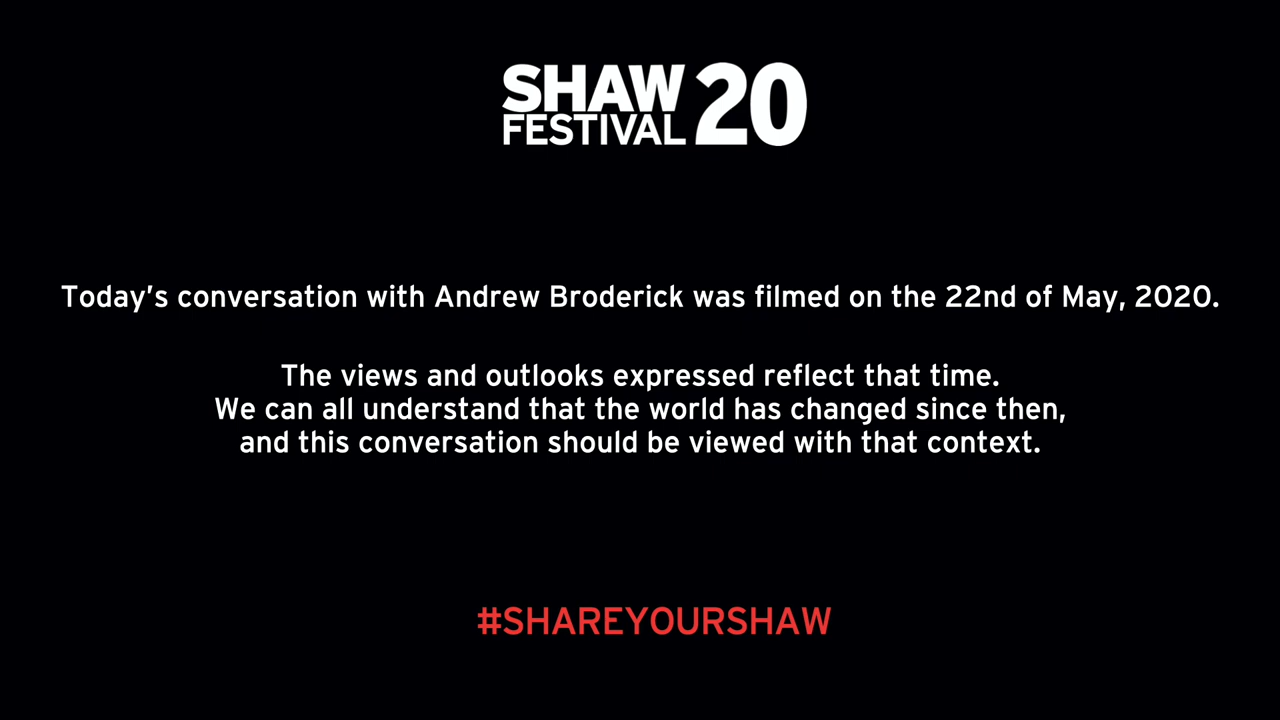 SHAW
FESTIVAL 20
Today's conversation with Andrew Broderick was filmed on the 22nd of May, 2020.
The views and outlooks expressed reflect that time.
We can all understand that the world has changed since then,
and this conversation should be viewed with that context.
#SHAREYOURSHAW